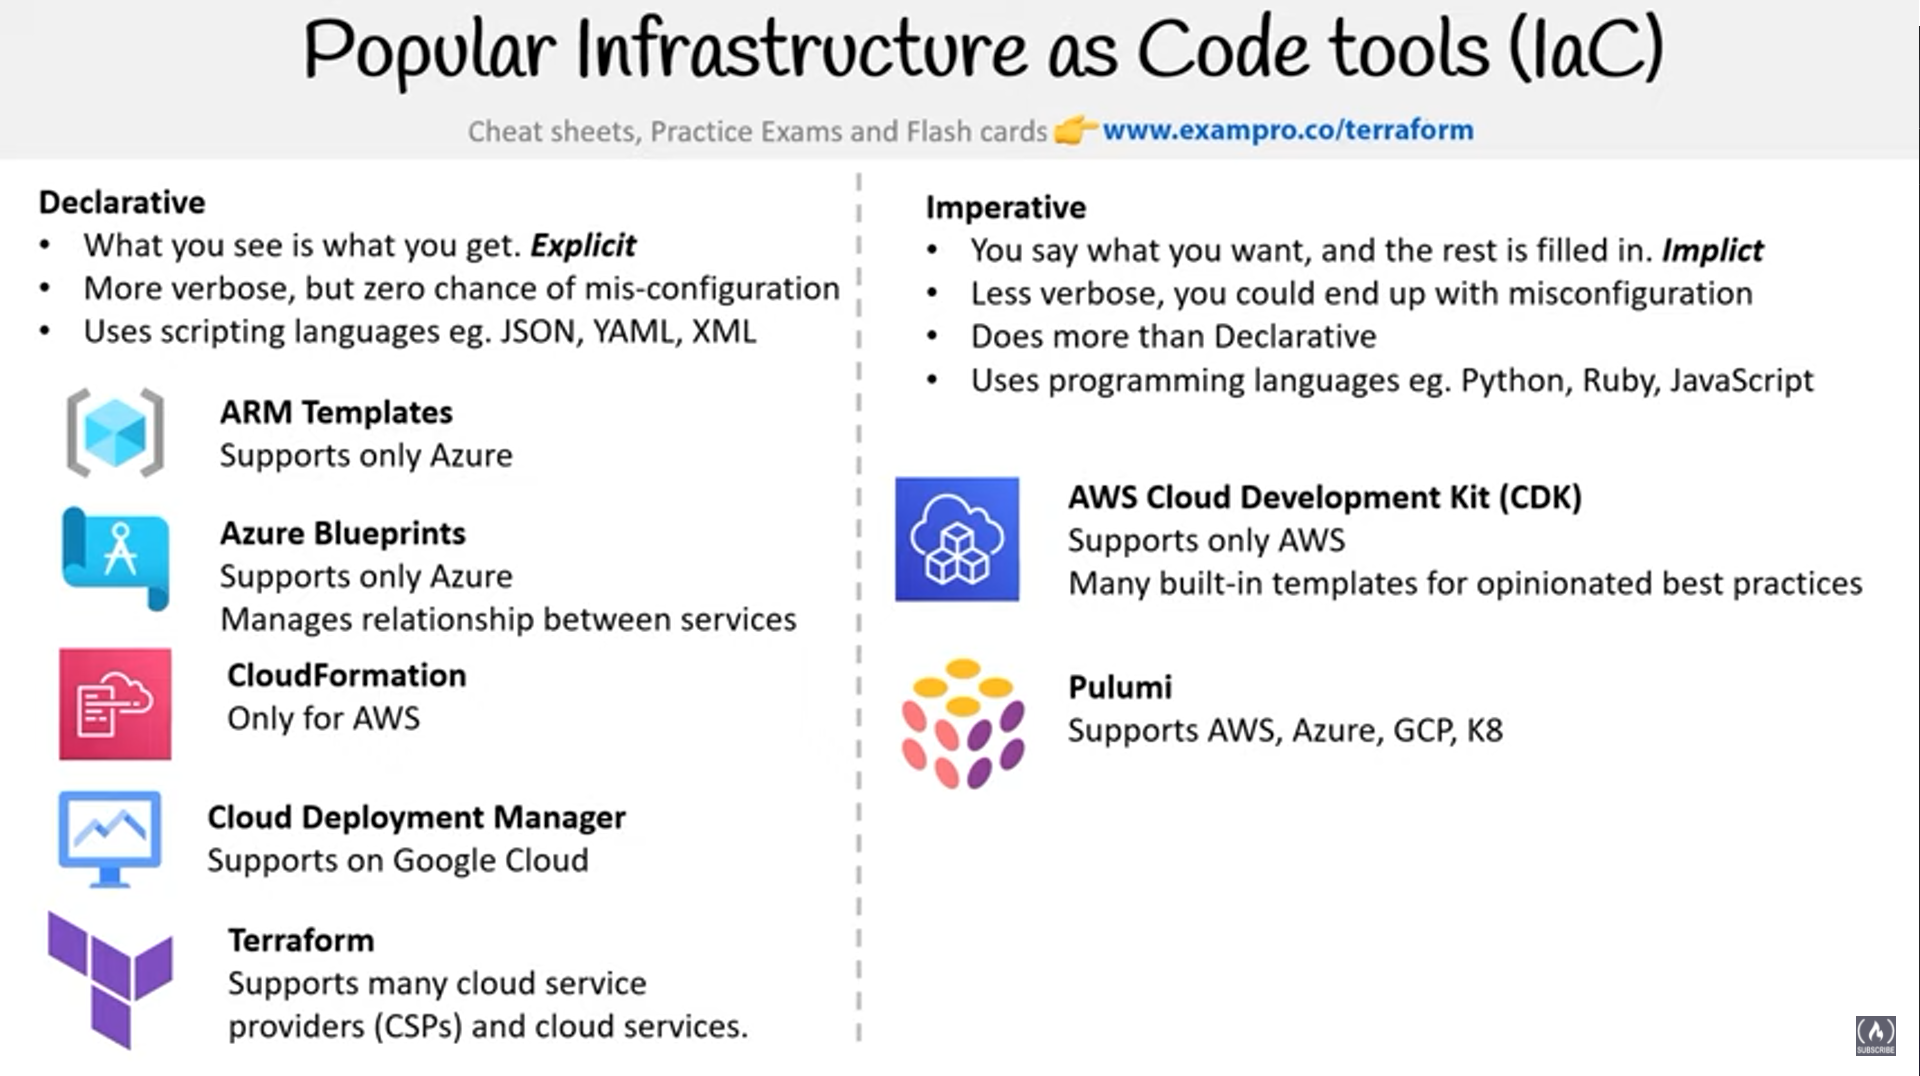 Popular Infrastructure as Code tools (IaC)
Cheat sheets, Practice Exams and Flash cards 👉 www.exampro.co/terraform
Declarative
• What you see is what you get. Explicit
• More verbose, but zero chance of mis-configuration
• Uses scripting languages eg. JSON, YAML, XML
ARM Templates
Supports only Azure
Azure Blueprints
Supports only Azure
Manages relationship between services
CloudFormation
Only for AWS
Cloud Deployment Manager
Supports on Google Cloud
Terraform
Supports many cloud service
providers (CSPs) and cloud services.
Imperative
• You say what you want, and the rest is filled in. Implict
• Less verbose, you could end up with misconfiguration
• Does more than Declarative
• Uses programming languages eg. Python, Ruby, JavaScript
AWS Cloud Development Kit (CDK)
Supports only AWS
Many built-in templates for opinionated best practices
Pulumi
Supports AWS, Azure, GCP, K8
SUBSCRIBE